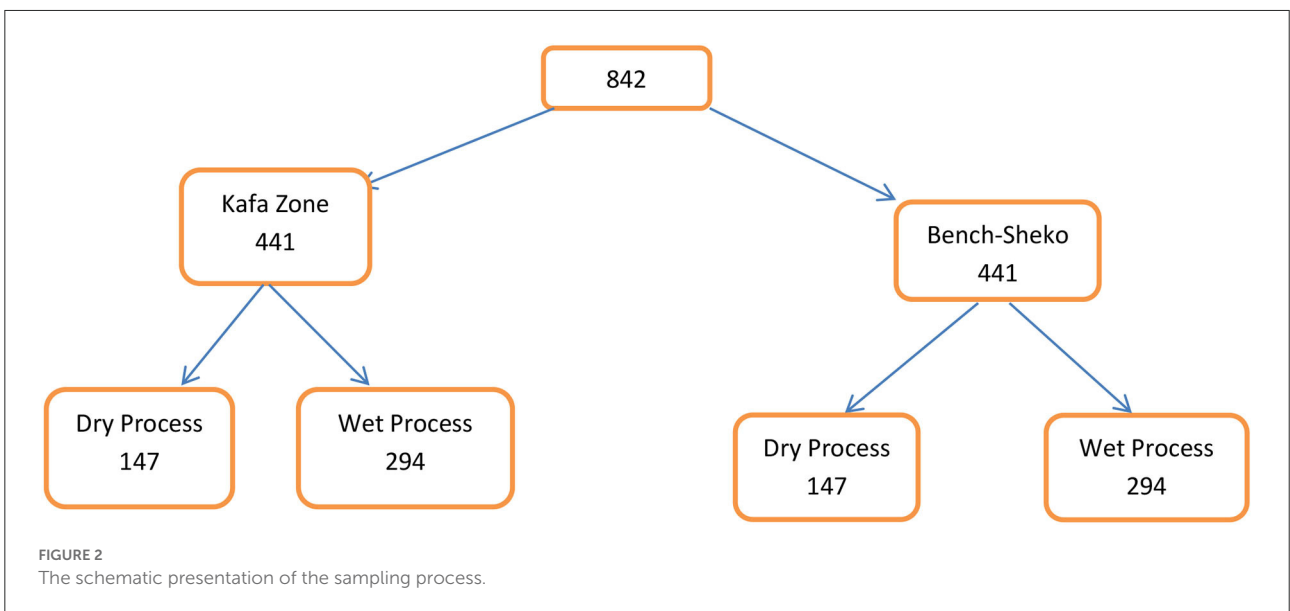 842
Kafa Zone
441
Bench-Sheko
441
Dry Process
147
Wet Process
294
Dry Process
147
Wet Process
294
FIGURE 2
The schematic presentation of the sampling process.